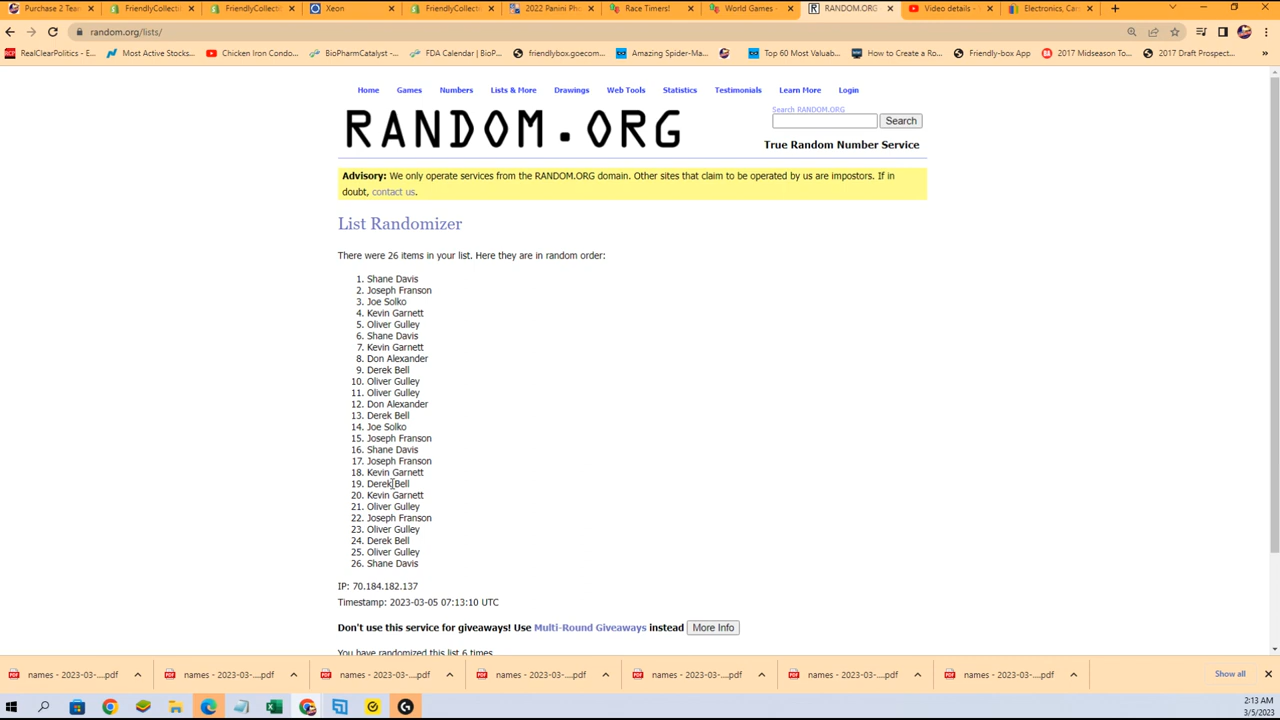 Purchase 2 Team
FriendlyCollecti
FriendlyCollecti
Xeon
FriendlyCollecti
2022 Panini Pho
Race Timers!
World Games -
RANDOM.ORG
Video details -
Electronics, Car
random.org/lists/
RealClearPolitics - E...
Most Active Stocks...
Chicken Iron Condo...
BioPharmCatalyst -...
FDA Calendar | BioP...
friendlybox.goecom...
Amazing Spider-Ma...
Top 60 Most Valuab...
How to Create a Ro...
Friendly-box App
2017 Midseason To...
2017 Draft Prospect...
»
Home Games Numbers Lists & More Drawings Web Tools Statistics Testimonials Learn More Login
Search RANDOM.ORG
RANDOM.ORG
Search
True Random Number Service
Advisory: We only operate services from the RANDOM.ORG domain. Other sites that claim to be operated by us are impostors. If in
doubt, contact us.
List Randomizer
There were 26 items in your list. Here they are in random order:
1. Shane Davis
2. Joseph Franson
3. Joe Solko
4. Kevin Garnett
5. Oliver Gulley
6. Shane Davis
7. Kevin Garnett
8. Don Alexander
9. Derek Bell
10. Oliver Gulley
11. Oliver Gulley
12. Don Alexander
13. Derek Bell
14. Joe Solko
15. Joseph Franson
16. Shane Davis
17. Joseph Franson
18. Kevin Garnett
19. Derek Bell
20. Kevin Garnett
21. Oliver Gulley
22. Joseph Franson
23. Oliver Gulley
24. Derek Bell
25. Oliver Gulley
26. Shane Davis
IP: 70.184.182.137
Timestamp: 2023-03-05 07:13:10 UTC
Don't use this service for giveaways! Use Multi-Round Giveaways instead More Info
You have randomized this list 6 times.
names - 2023-03-....pdf
names - 2023-03-....pdf
names - 2023-03-....pdf
names - 2023-03-....pdf
names - 2023-03-....pdf
names - 2023-03-....pdf
names - 2023-03-....pdf
Show all
2:13 AM
3/5/2023